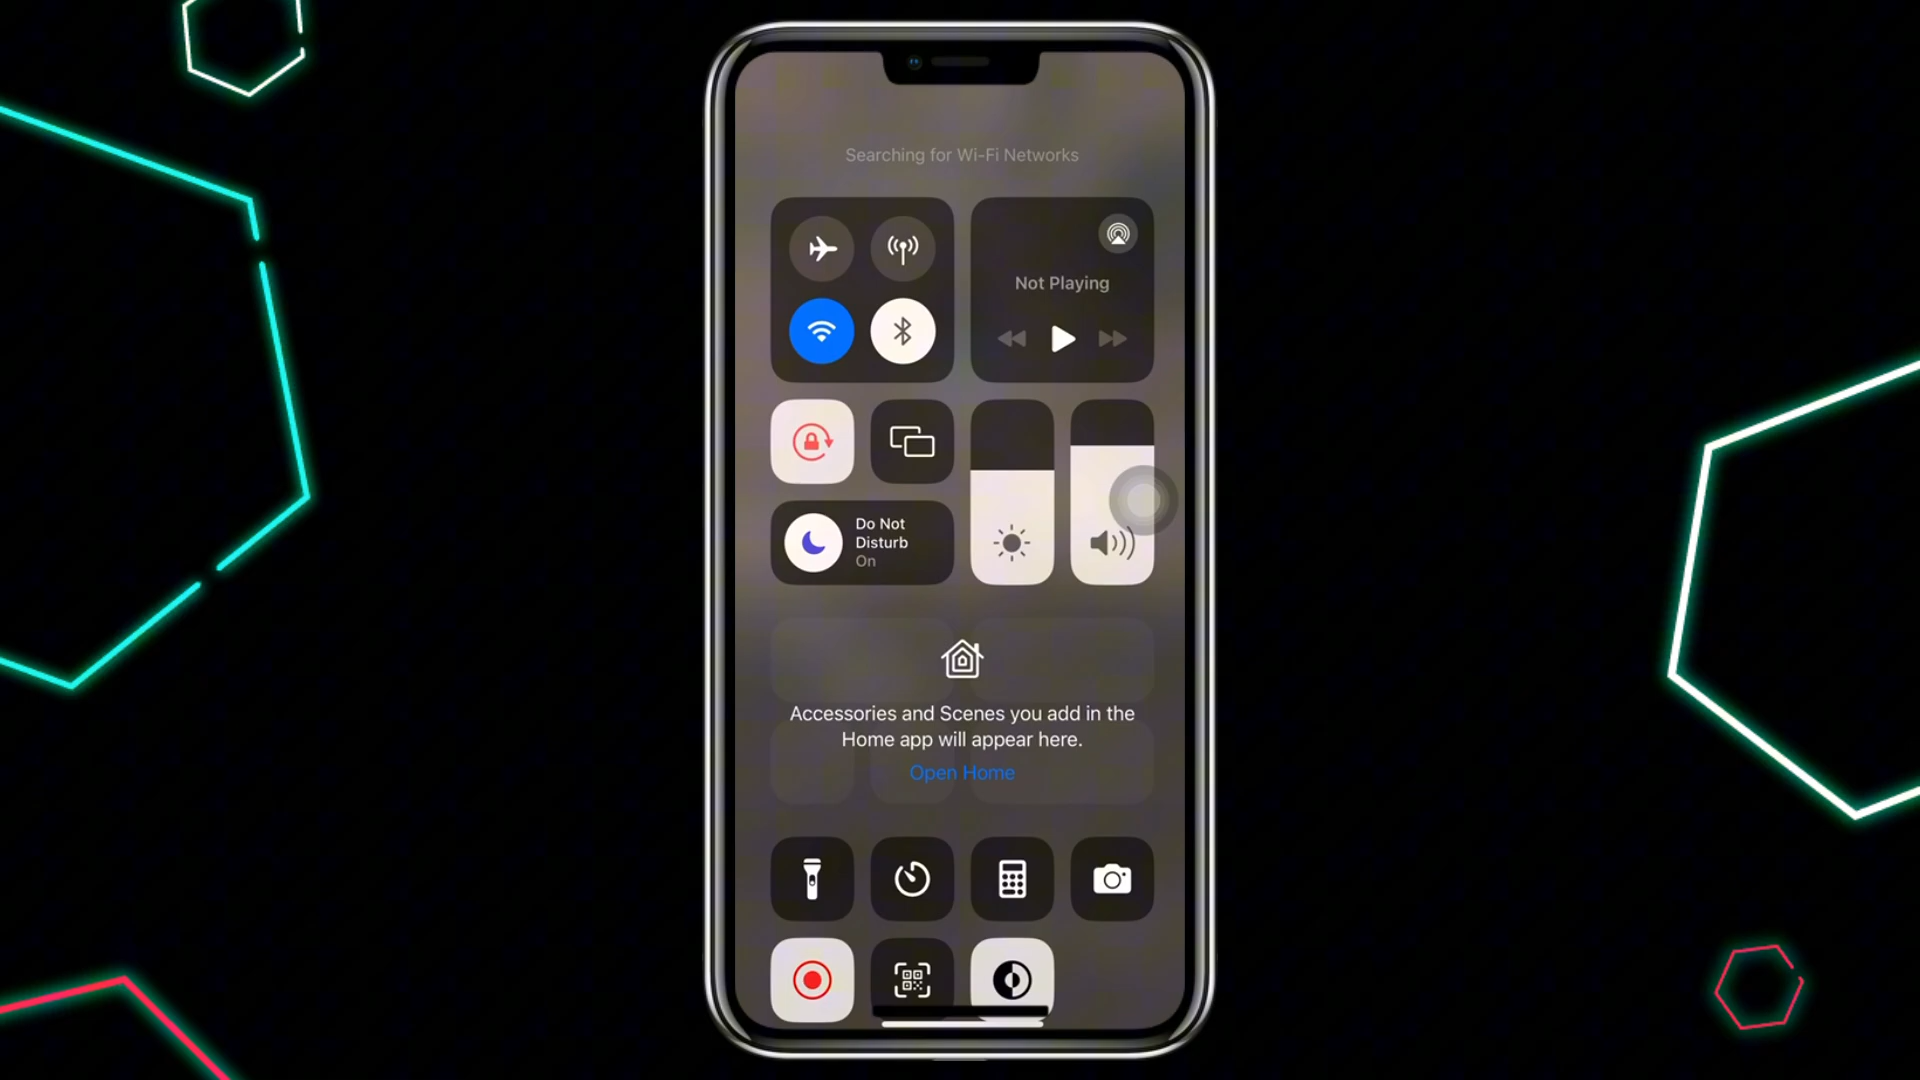 Searching for Wi-Fi Networks
Not Playing
Do Not
Disturb
On
Accessories and Scenes you add in the
Home app will appear here.
Open Home